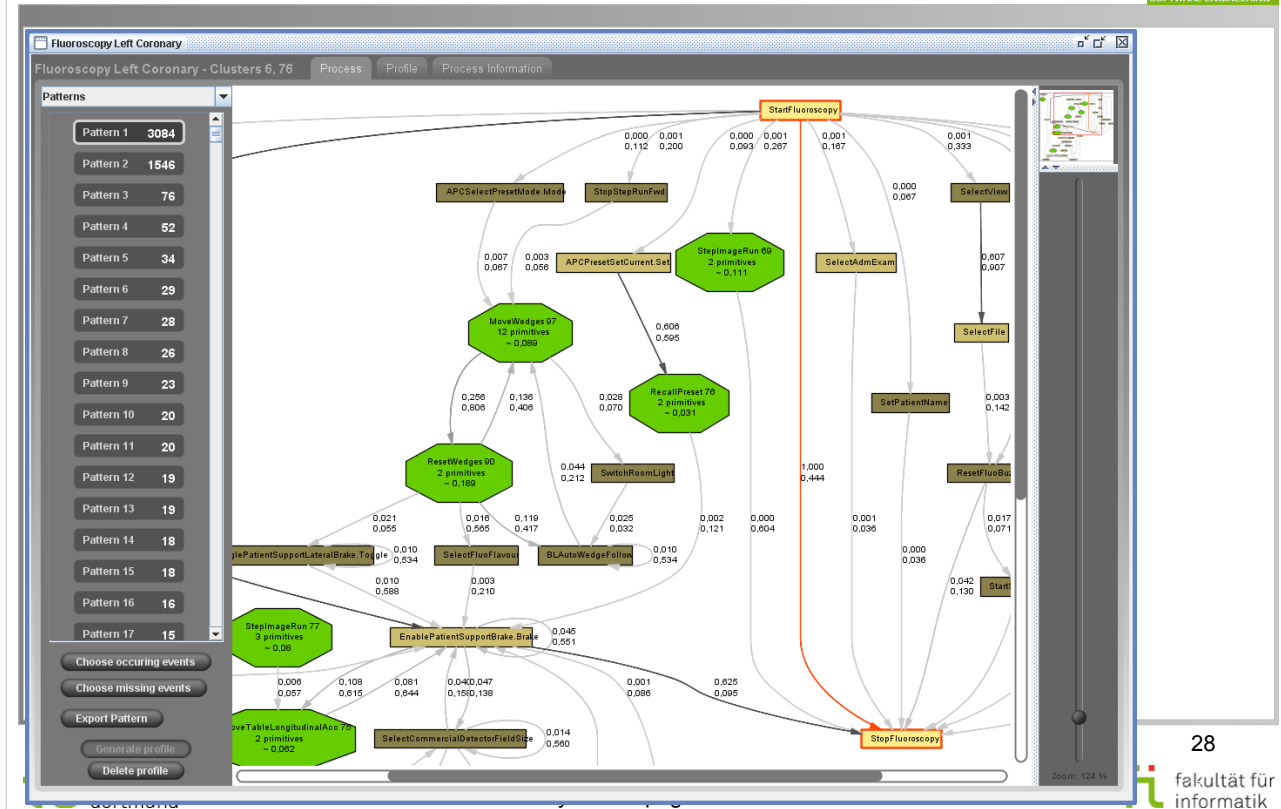 Fluoroscopy Left Coronary
Fluoroscopy Left Coronary - Clusters 6, 76
Process
Profile
Process Information
Patterns
Pattern 1 3084
Pattern 2 1546
Pattern 3 76
Pattern 4 52
Pattern 5 34
Pattern 6 29
Pattern 7 28
Pattern 8 26
Pattern 9 23
Pattern 10 20
Pattern 11 20
Pattern 12 19
Pattern 13 19
Pattern 14 18
Pattern 15 18
Pattern 16 16
Pattern 17 15
Choose occuring events
Choose missing events
Export Pattern
Generate profile
Delete profile
StartFluoroscopy
0,000 0,001
0,112 0,200
0,000 0,001
0,093 0,267
0,001
0,167
0,001
0,333
APCSelectPresetMode.Mode
StopStepRunFwd
0,000
0,067
SelectView
0,007
0,067
0,003
0,056
APCPresetSetCurrent.Set
StepImageRun 69
2 primitives
~ 0,111
SelectAdmExam
0,607
0,907
MoveWedges 97
12 primitives
~ 0,089
0,606
0,595
SelectFile
0,256
0,806
0,136
0,406
0,028
0,070
RecallPreset 76
2 primitives
~ 0,031
SetPatientName
0,003
0,142
ResetWedges 90
2 primitives
~ 0,189
0,044
0,212
SwitchRoomLight
1,000
0,444
ResetFluoBu
0,021
0,055
0,016
0,565
0,119
0,417
0,025
0,032
0,002
0,121
0,000
0,604
0,001
0,036
0,017
0,071
glePatientSupportLateralBrake.Toggle
0,010
0,534
SelectFluoFlavour
BLAutoWedgeFollow
0,010
0,534
0,000
0,036
0,010
0,588
0,003
0,210
0,042
0,130
Start
StepImageRun 77
3 primitives
~ 0,08
EnablePatientSupportBrake.Brake
0,045
0,551
0,006
0,057
0,108
0,615
0,081
0,644
0,047
0,138
0,001
0,086
0,625
0,095
oveTableLongitudinalAcc 75
2 primitives
~ 0,062
SelectCommercialDetectorFieldSize
0,014
0,560
StopFluoroscopy
Zoom: 124 %
28
fakultät für
informatik